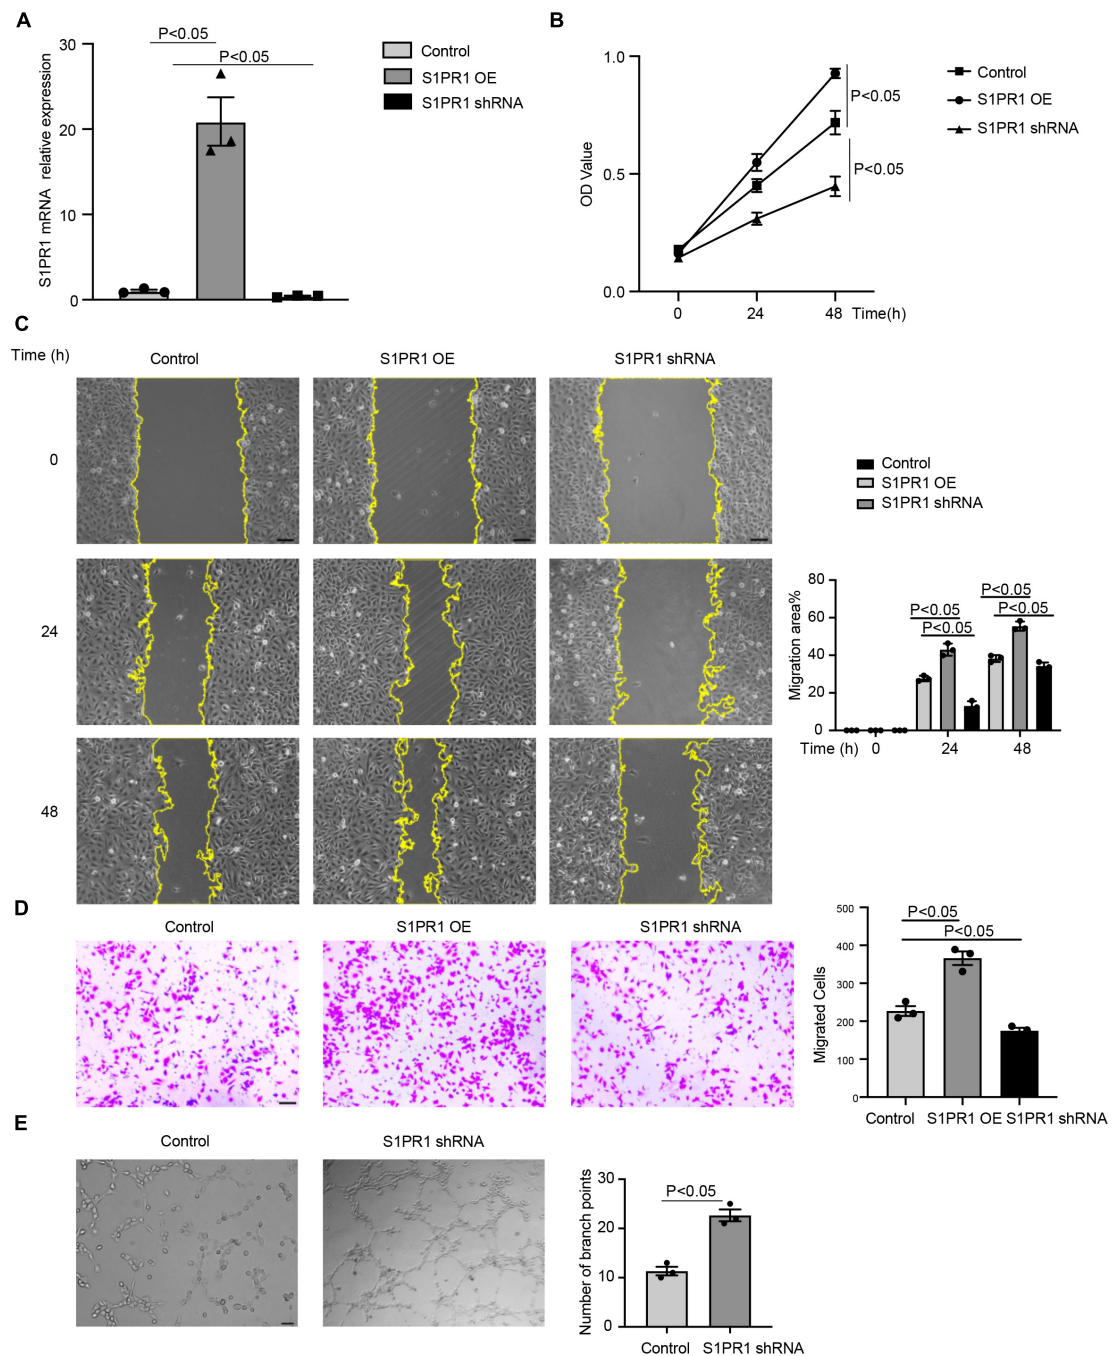 A
P<0.05
P<0.05
S1PR1 mRNA relative expression
30
20
10
0
Control
S1PR1 OE
S1PR1 shRNA
B
OD Value
1.0
0.5
0.0
0
24
48
Time(h)
P<0.05
P<0.05
Control
S1PR1 OE
S1PR1 shRNA
C
Time (h)
Control
S1PR1 OE
S1PR1 shRNA
0
24
48
Control
S1PR1 OE
S1PR1 shRNA
Migration area%
80
60
40
20
0
P<0.05
P<0.05
P<0.05
P<0.05
Time (h)
0
24
48
D
Control
S1PR1 OE
S1PR1 shRNA
Migrated Cells
500
400
300
200
100
0
P<0.05
P<0.05
Control
S1PR1 OE
S1PR1 shRNA
E
Control
S1PR1 shRNA
Number of branch points
30
20
10
0
P<0.05
Control
S1PR1 shRNA